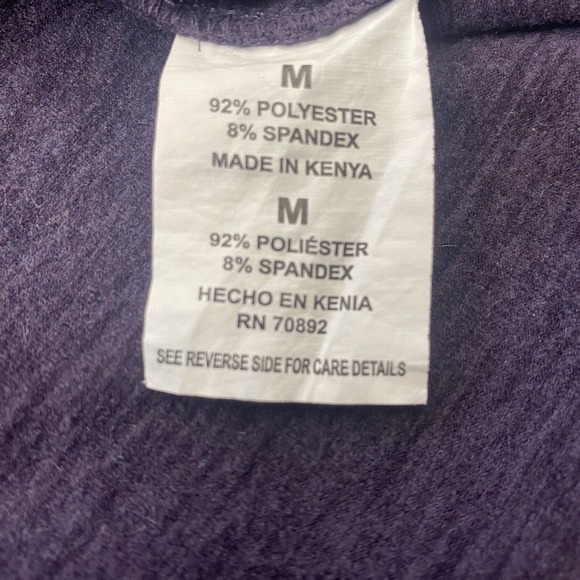 M
92% POLYESTER
8% SPANDEX
MADE IN KENYA
M
92% POLIÉSTER
8% SPANDEX
HECHO EN KENIA
RN 70892
SEE REVERSE SIDE FOR CARE DETAILS